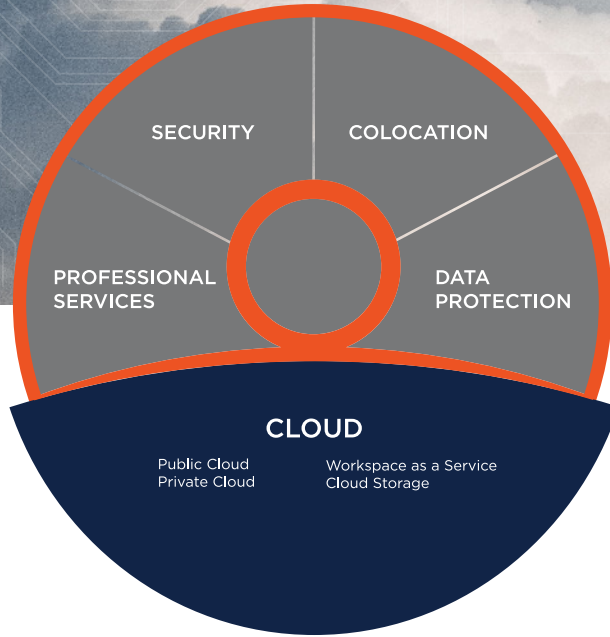 SECURITY
COLOCATION
PROFESSIONAL
SERVICES
DATA
PROTECTION
CLOUD
Public Cloud
Private Cloud
Workspace as a Service
Cloud Storage